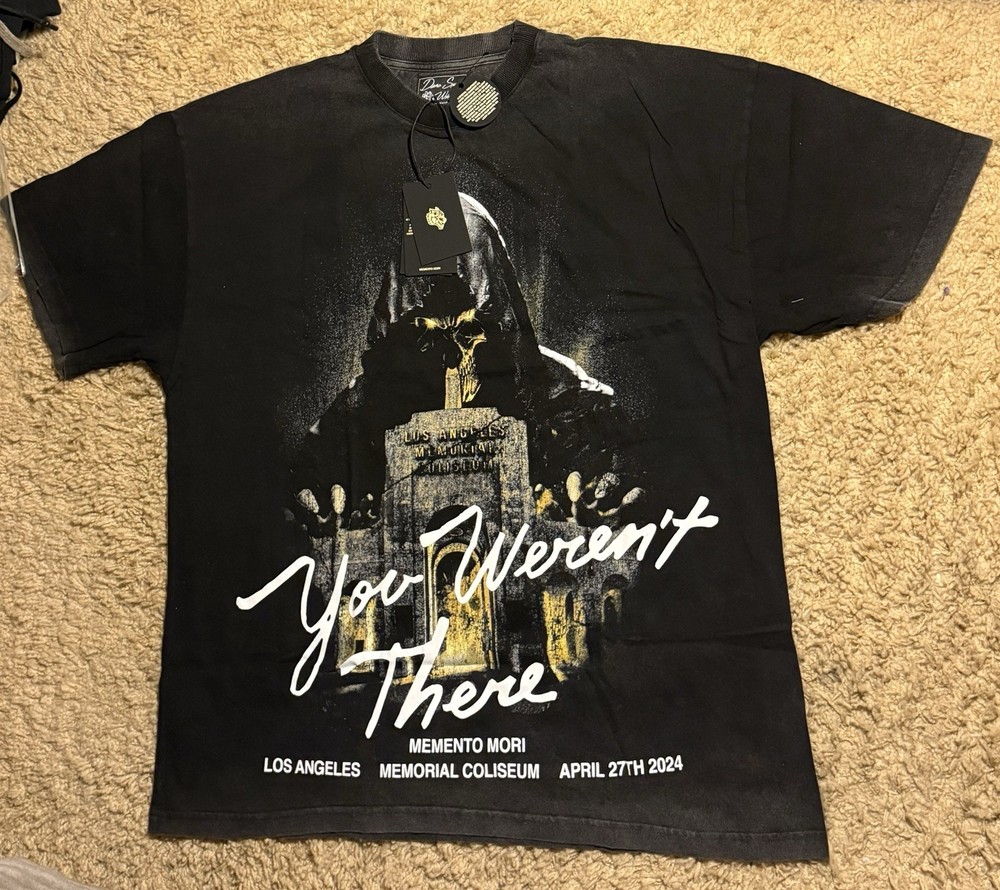 LOS ANGELES
MEMORIAL
COLISEUM
You Weren't
There
MEMENTO MORI
LOS ANGELES MEMORIAL COLISEUM APRIL 27TH 2024